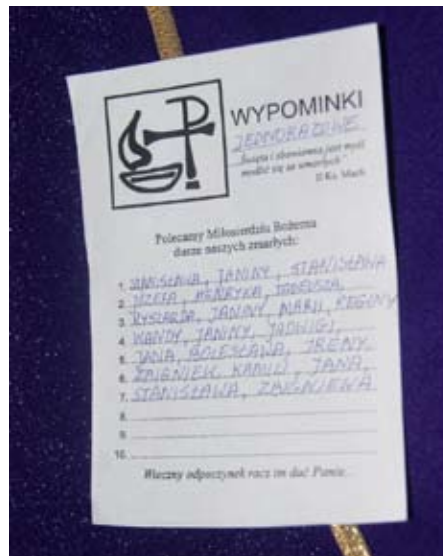 WYPOMINKI
JEDNORAZOWE
„Święta i zbawienna jest myśl
modlić się za umarłych"
II Ks. Mach.
Polecamy Miłosierdziu Bożemu
dusze naszych zmarłych:
1. STANISŁAWA, JANINY, STANISŁAWA
2. JÓZEFA, HENRYKA, TADEUSZA,
3. RYSZARDA, JANINY, MARII, REGINY
4. WANDY, JANINY, JADWIGI,
5. JANA, BOLESŁAWA, IRENY,
6. ZBIGNIEW, KAMILI, JANA,
7. STANISŁAWA, ZBIGNIEWA
8.
9.
10.
Wieczny odpoczynek racz im dać Panie...